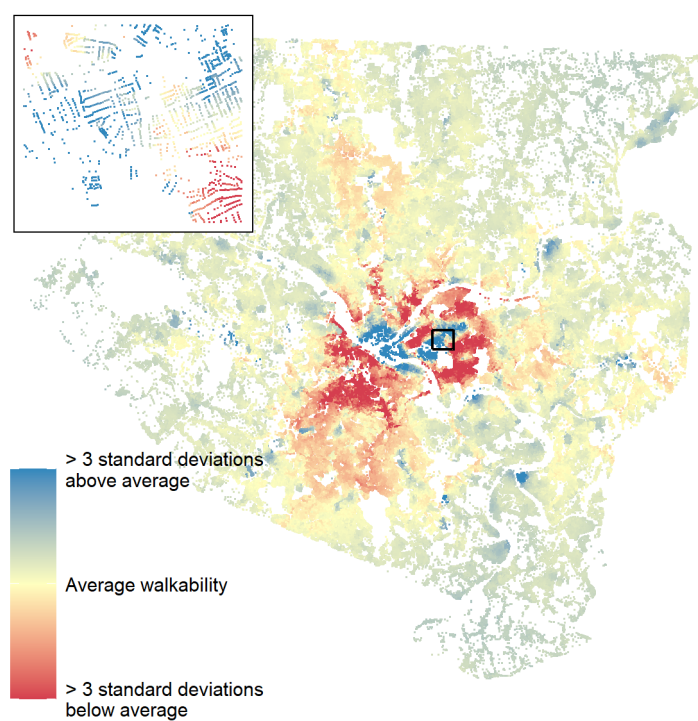 > 3 standard deviations
above average
Average walkability
> 3 standard deviations
below average